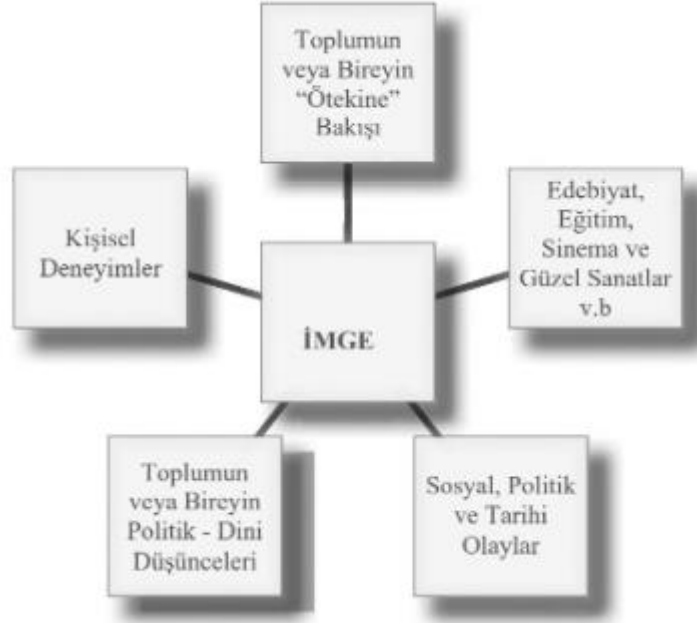 Toplumun
veya Bireyin
“Ötekine”
Bakışı
Kişisel
Deneyimler
Edebiyat,
Eğitim,
Sinema ve
Güzel Sanatlar
v.b
İMGE
Toplumun
veya Bireyin
Politik - Dini
Düşünceleri
Sosyal, Politik
ve Tarihi
Olaylar